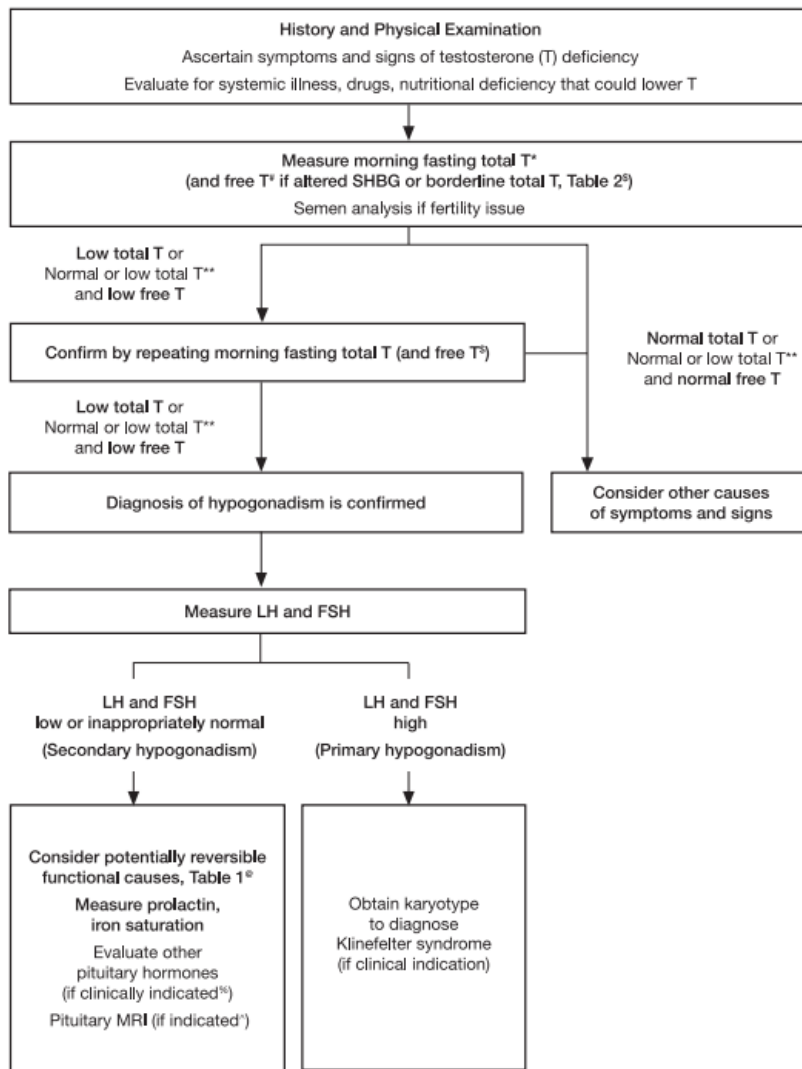 History and Physical Examination
Ascertain symptoms and signs of testosterone (T) deficiency
Evaluate for systemic illness, drugs, nutritional deficiency that could lower T
Measure morning fasting total T*
(and free T# if altered SHBG or borderline total T, Table 2$)
Semen analysis if fertility issue
Low total T or
Normal or low total T**
and low free T
Confirm by repeating morning fasting total T (and free T$)
Normal total T or
Normal or low total T**
and normal free T
Low total T or
Normal or low total T**
and low free T
Diagnosis of hypogonadism is confirmed
Consider other causes
of symptoms and signs
Measure LH and FSH
LH and FSH
low or inappropriately normal
(Secondary hypogonadism)
LH and FSH
high
(Primary hypogonadism)
Consider potentially reversible
functional causes, Table 1@
Measure prolactin,
iron saturation
Evaluate other
pituitary hormones
(if clinically indicated%)
Pituitary MRI (if indicated^)
Obtain karyotype
to diagnose
Klinefelter syndrome
(if clinical indication)